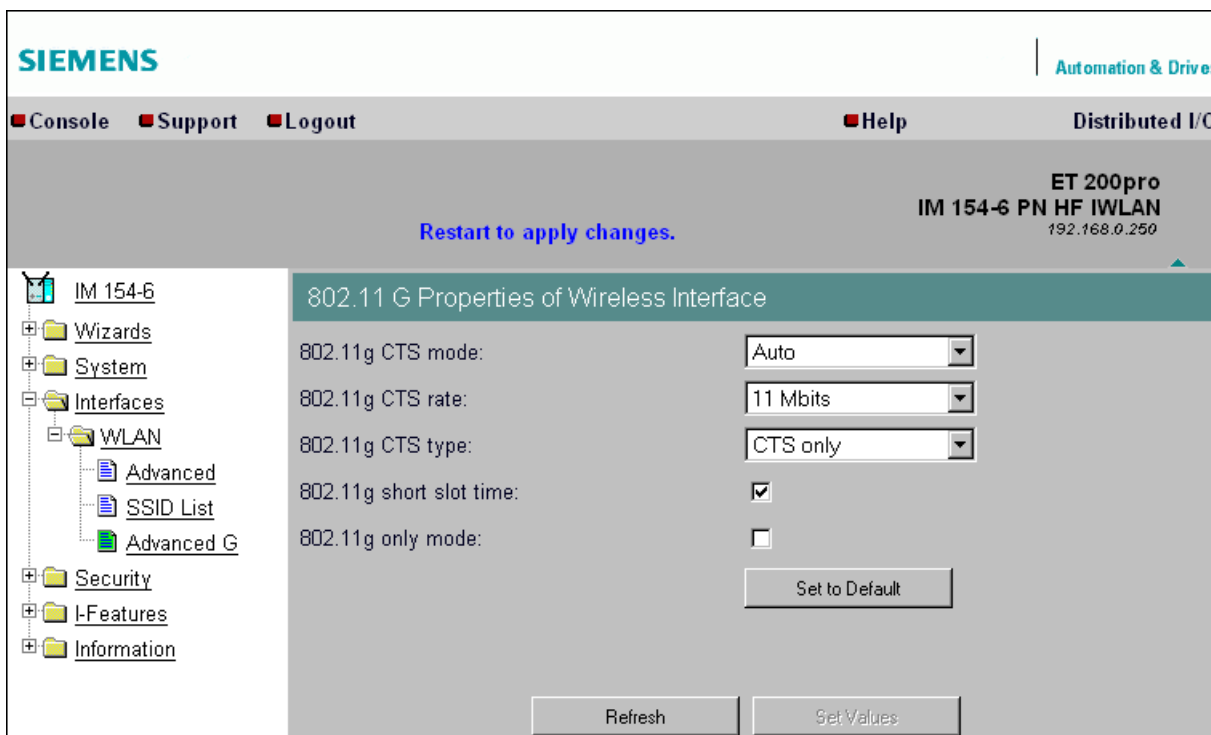 SIEMENS
Automation & Drives
Console Support Logout Help Distributed I/O
ET 200pro
IM 154-6 PN HF IWLAN
192.168.0.250
Restart to apply changes.
IM 154-6
Wizards
System
Interfaces
WLAN
Advanced
SSID List
Advanced G
Security
I-Features
Information
802.11 G Properties of Wireless Interface
802.11g CTS mode: Auto
802.11g CTS rate: 11 Mbits
802.11g CTS type: CTS only
802.11g short slot time:
802.11g only mode:
Set to Default
Refresh Set Values